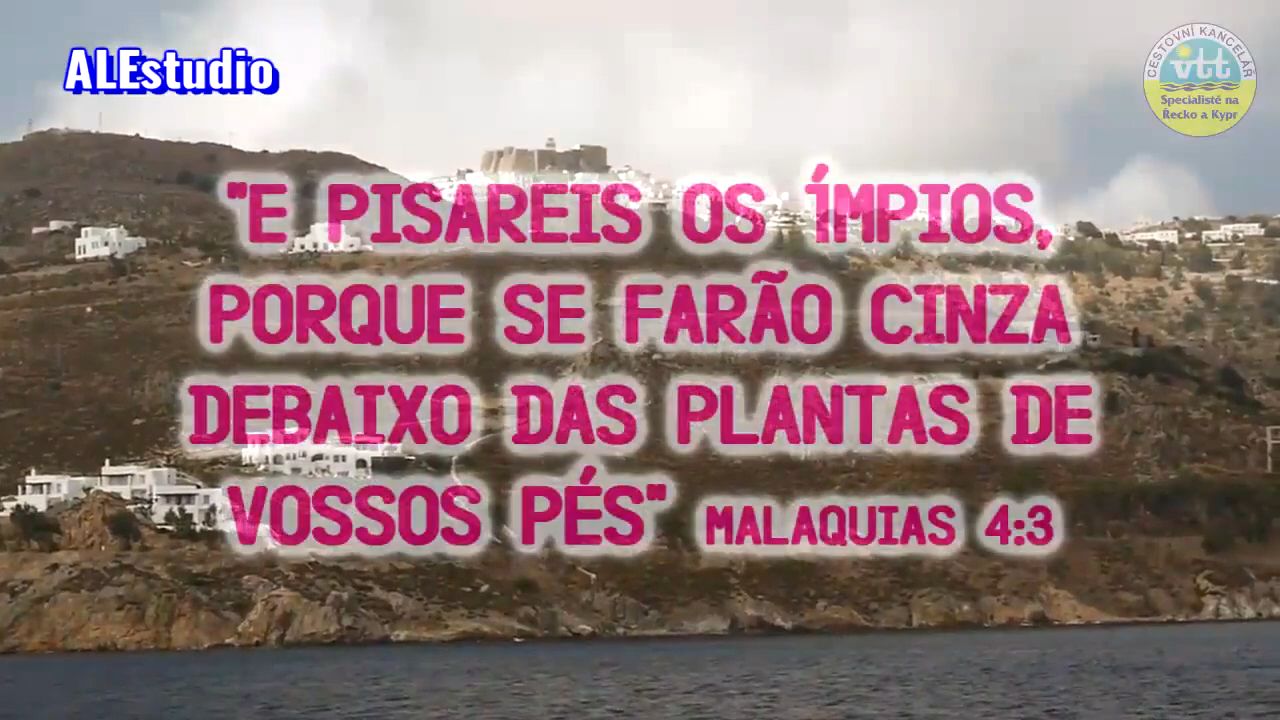 ALEstudio
CESTOVNÍ KANCELÁŘ
vtt
Specialisté na
Řecko a Kypr
"E PISAREIS OS ÍMPIOS,
PORQUE SE FARÃO CINZA
DEBAIXO DAS PLANTAS DE
VOSSOS PÉS" MALAQUIAS 4:3